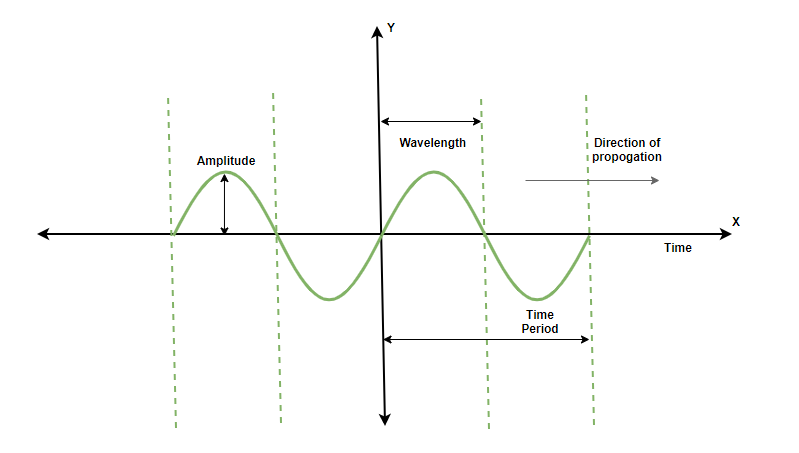 Y
Wavelength
Direction of
propogation
Amplitude
X
Time
Time
Period